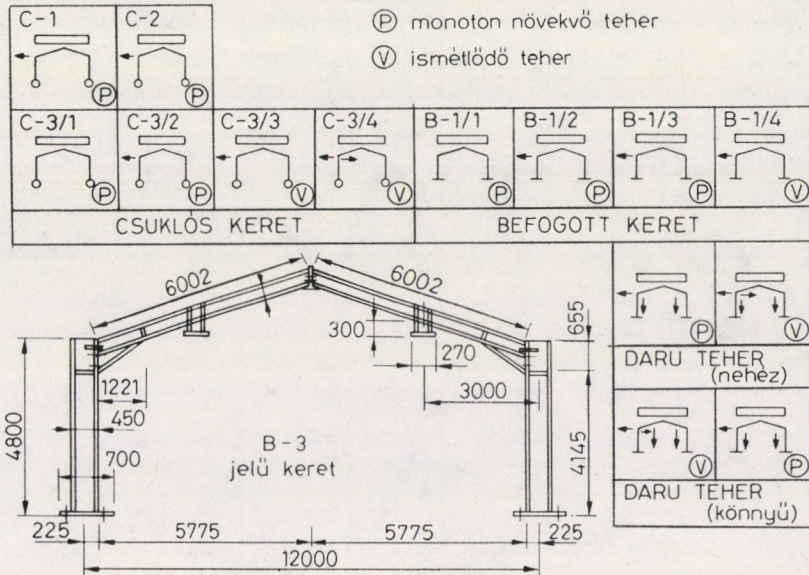 C-1 C-2
P monoton növekvő teher
V ismétlődő teher
P P
C-3/1 C-3/2 C-3/3 C-3/4 B-1/1 B-1/2 B-1/3 B-1/4
P P V V P P P V
CSUKLÓS KERET BEFOGOTT KERET
P V
DARU TEHER
(nehéz)
V P
DARU TEHER
(könnyű)
6002 6002
300
270
655
1221
3000
450
4800
700
4145
B-3
jelű keret
225 5775 5775 225
12000